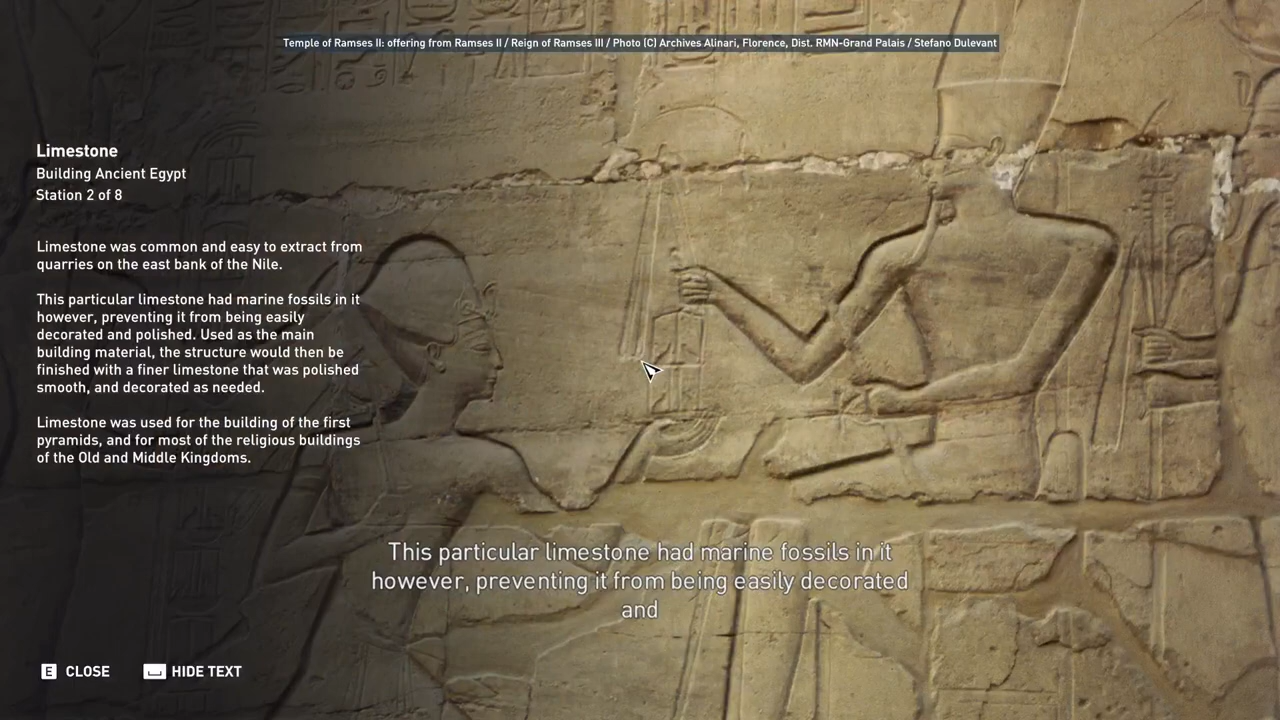 Temple of Ramses II: offering from Ramses II / Reign of Ramses III / Photo (C) Archives Alinari, Florence, Dist. RMN-Grand Palais / Stefano Dulevant
Limestone
Building Ancient Egypt
Station 2 of 8
Limestone was common and easy to extract from
quarries on the east bank of the Nile.
This particular limestone had marine fossils in it
however, preventing it from being easily
decorated and polished. Used as the main
building material, the structure would then be
finished with a finer limestone that was polished
smooth, and decorated as needed.
Limestone was used for the building of the first
pyramids, and for most of the religious buildings
of the Old and Middle Kingdoms.
This particular limestone had marine fossils in it
however, preventing it from being easily decorated
and
E CLOSE
HIDE TEXT